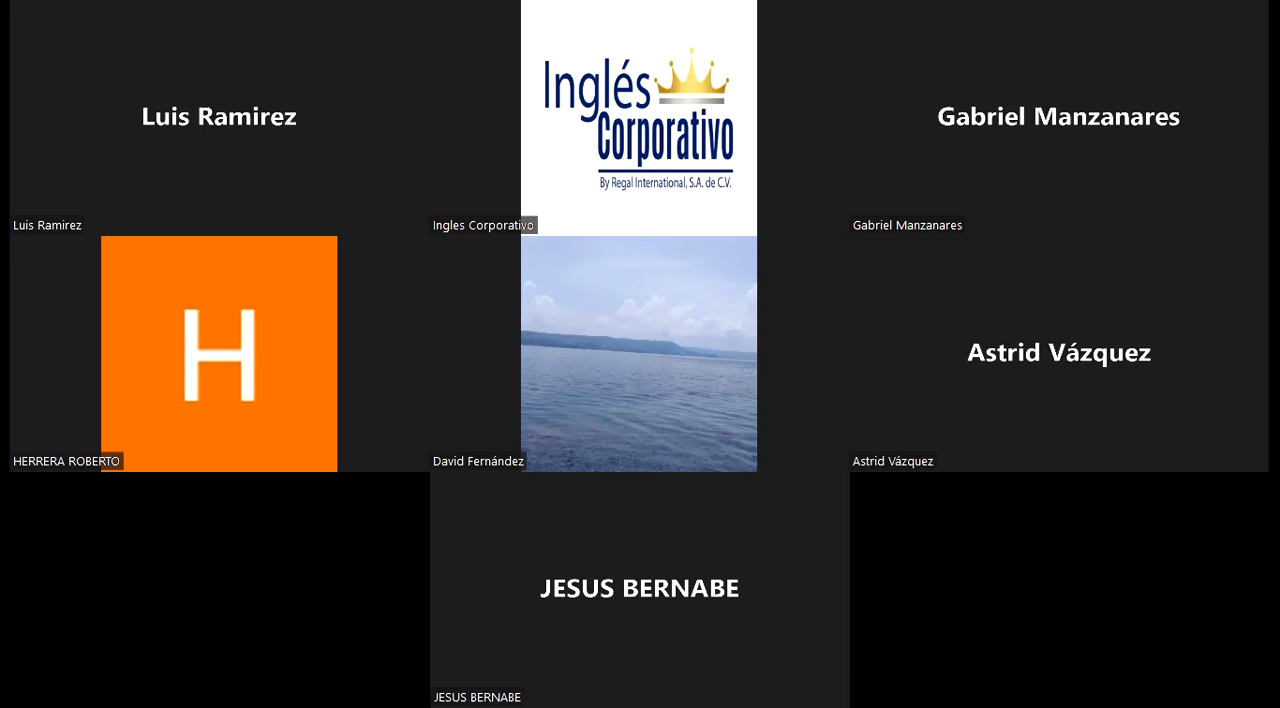 Luis Ramirez
Luis Ramirez
Inglés
Corporativo
By Regal International, S.A. de C.V.
Ingles Corporativo
Gabriel Manzanares
Gabriel Manzanares
H
HERRERA ROBERTO
David Fernández
Astrid Vázquez
Astrid Vázquez
JESUS BERNABE
JESUS BERNABE